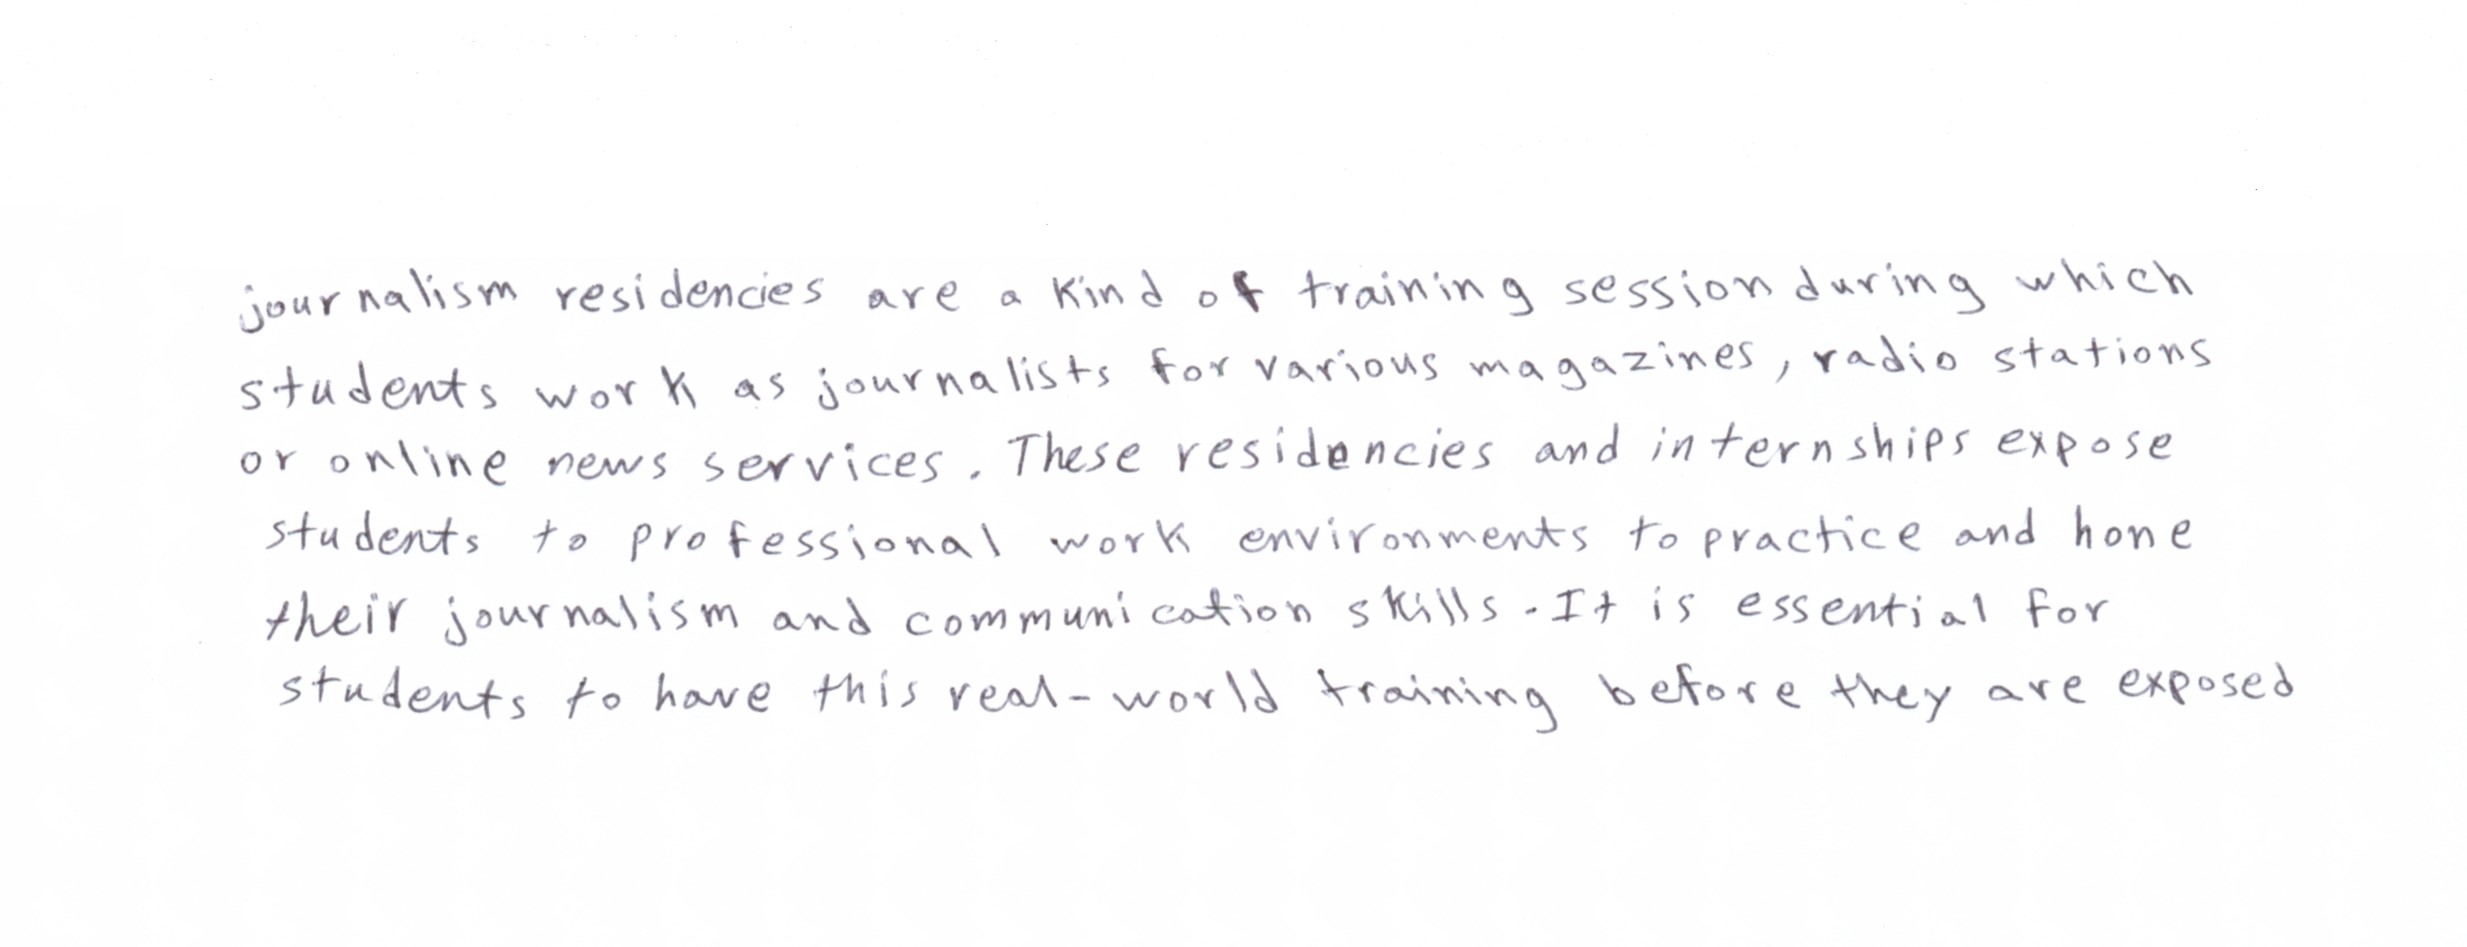 journalism residencies are a kind of training session during which
students work as journalists for various magazines, radio stations
or online news services. These residencies and internships expose
students to professional work environments to practice and hone
their journalism and communication skills. It is essential for
students to have this real-world training before they are exposed